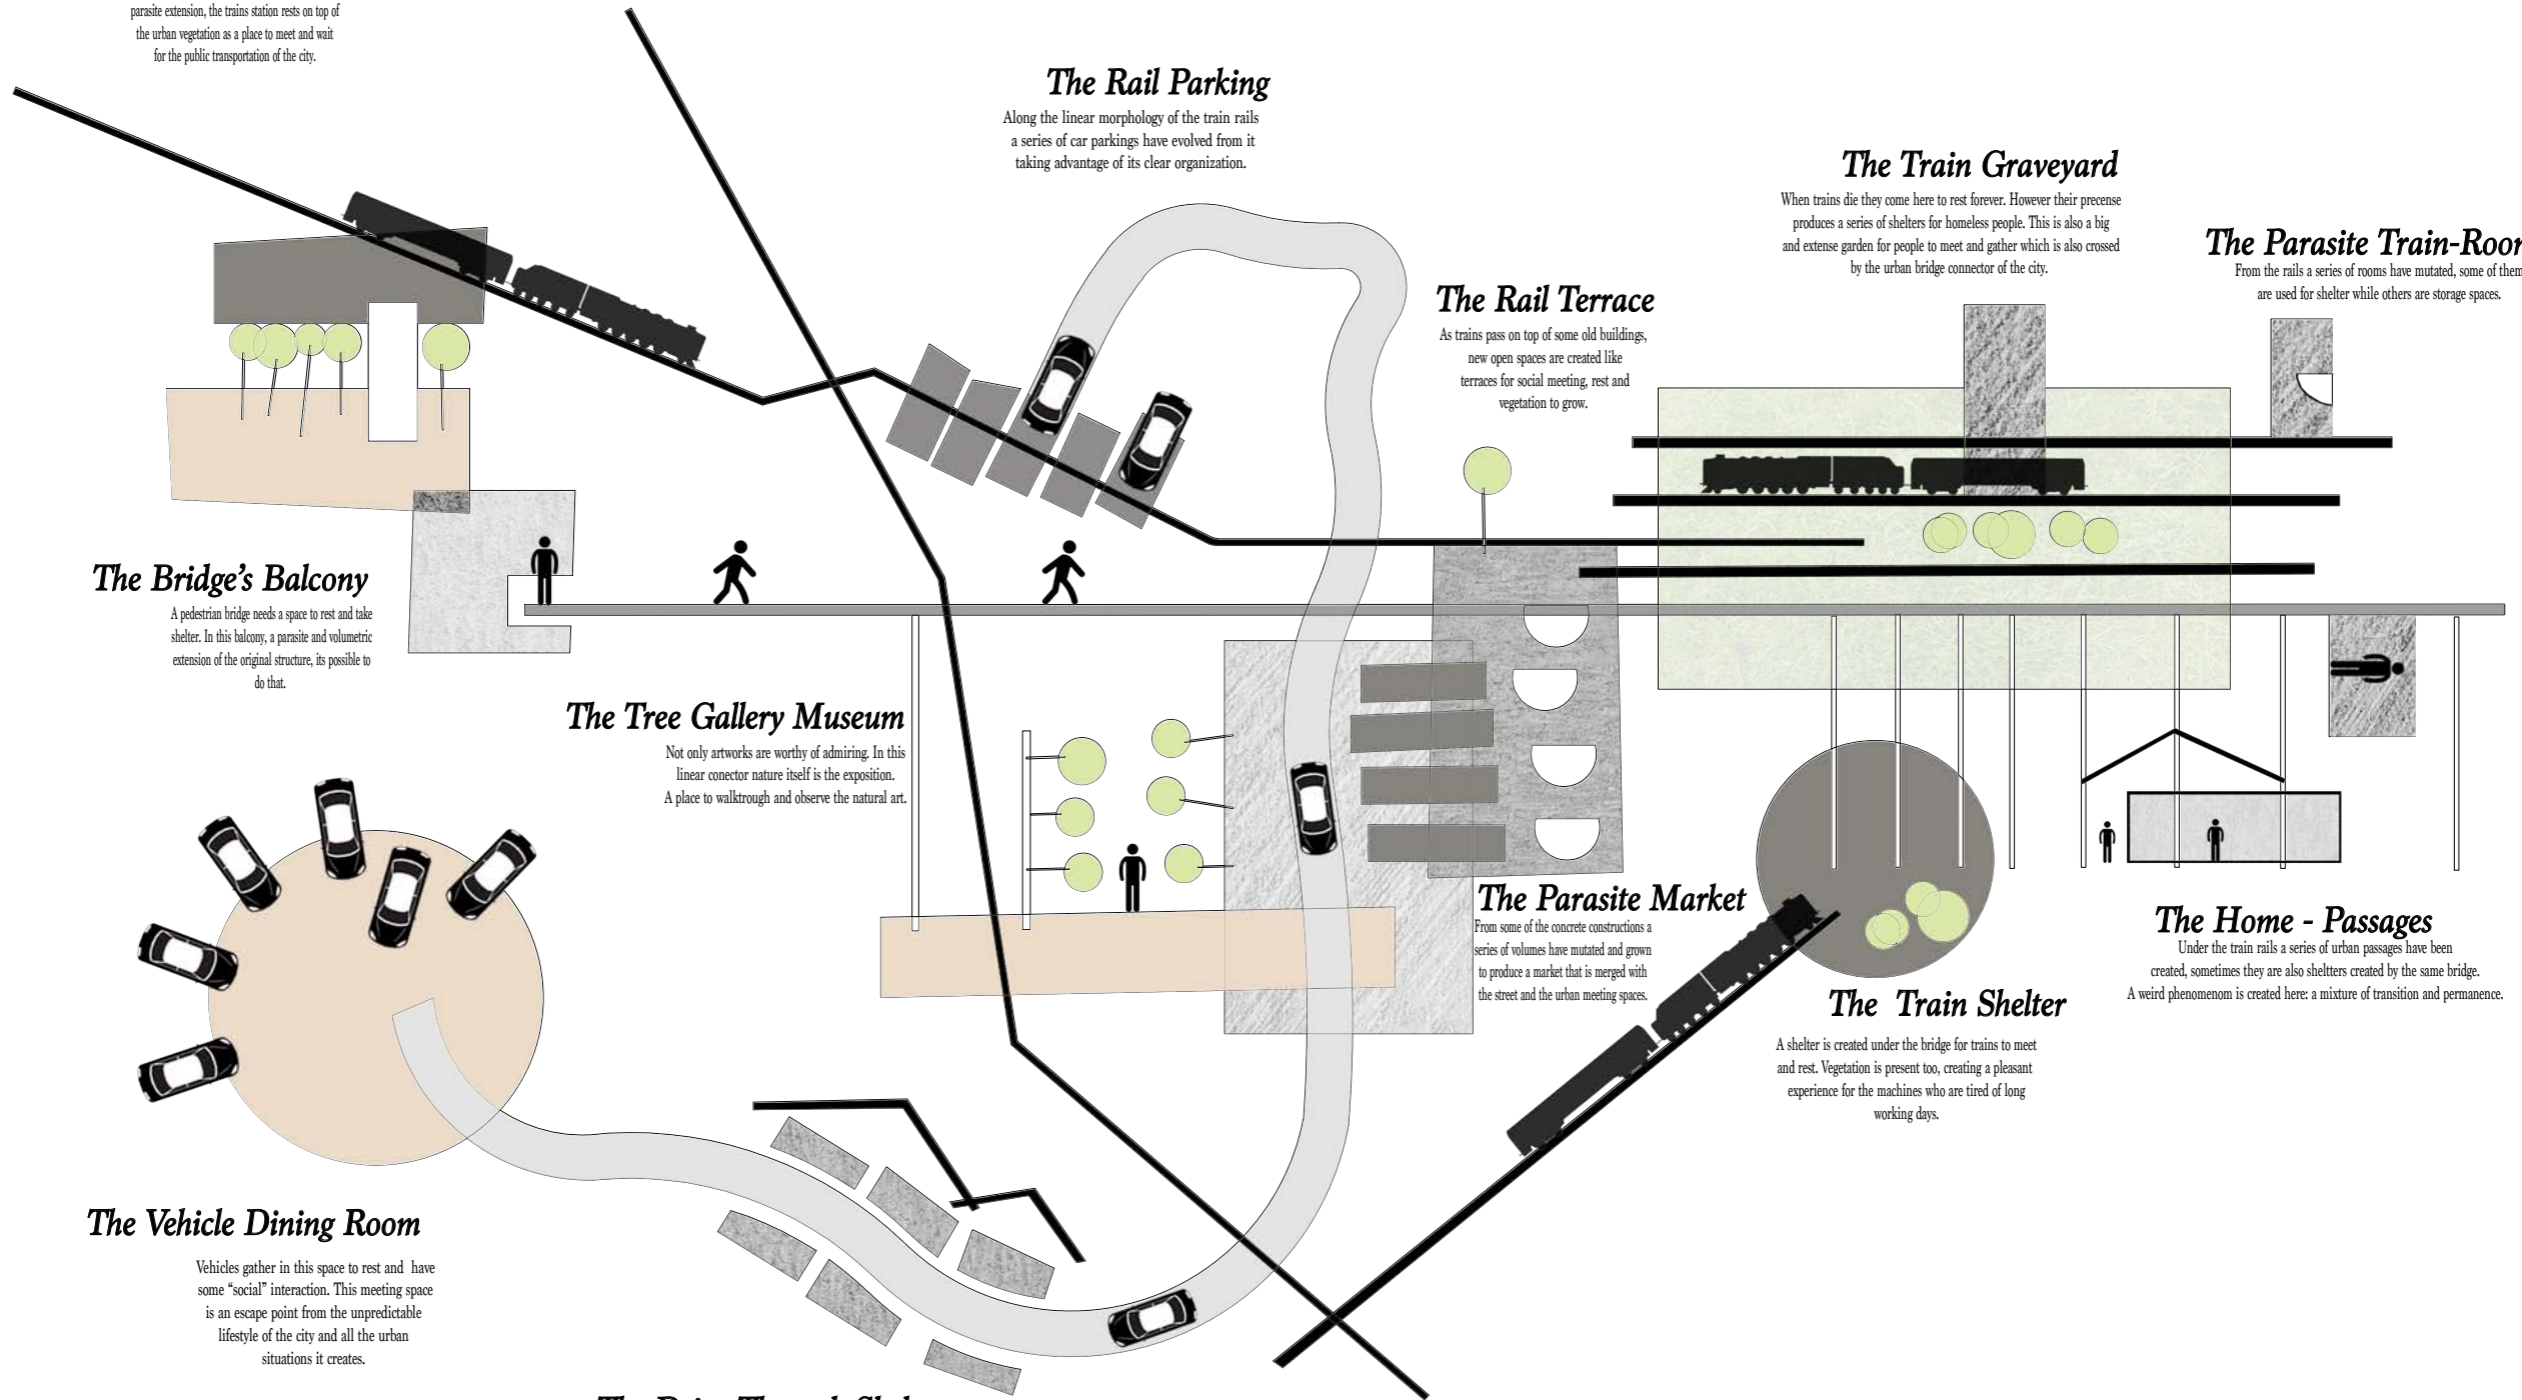 parasite extension, the trains station rests on top of
the urban vegetation as a place to meet and wait
for the public transportation of the city.
The Rail Parking
Along the linear morphology of the train rails
a series of car parkings have evolved from it
taking advantage of its clear organization.
The Train Graveyard
When trains die they come here to rest forever. However their precense
produces a series of shelters for homeless people. This is also a big
and extense garden for people to meet and gather which is also crossed
by the urban bridge connector of the city.
The Parasite
From the rails a series of rooms have mutated, some of them
are used for shelter while others are storage spaces.
The Rail Terrace
As trains pass on top of some old buildings,
new open spaces are created like
terraces for social meeting, rest and
vegetation to grow.
The Bridge's Balcony
A pedestrian bridge needs a space to rest and take
shelter. In this balcony, a parasite and volumetric
extension of the original structure, its possible to
do that.
The Tree Gallery Museum
Not only artworks are worthy of admiring. In this
linear conector nature itself is the exposition.
A place to walktrough and observe the natural art.
The Parasite Market
From some of the concrete constructions a
series of volumes have mutated and grown
to produce a market that is merged with
the street and the urban meeting spaces.
The Home - Passages
Under the train rails a series of urban passages have been
created, sometimes they are also sheltters created by the same bridge.
A weird phenomenom is created here: a mixture of transition and permanence.
The Train Shelter
A shelter is created under the bridge for trains to meet
and rest. Vegetation is present too, creating a pleasant
experience for the machines who are tired of long
working days.
The Vehicle Dining Room
Vehicles gather in this space to rest and have
some “social” interaction. This meeting space
is an escape point from the unpredictable
lifestyle of the city and all the urban
situations it creates.